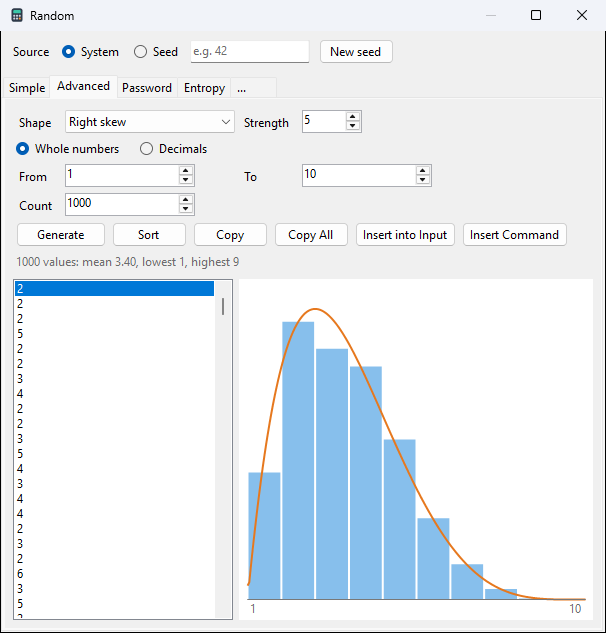 Random
Source System Seed e.g. 42 New seed
Simple Advanced Password Entropy ...
Shape Right skew Strength 5
Whole numbers Decimals
From 1 To 10
Count 1000
Generate Sort Copy Copy All Insert into Input Insert Command
1000 values: mean 3.40, lowest 1, highest 9
2
2
2
5
2
2
3
4
2
2
3
5
4
3
4
4
2
3
2
6
3
5
1 10